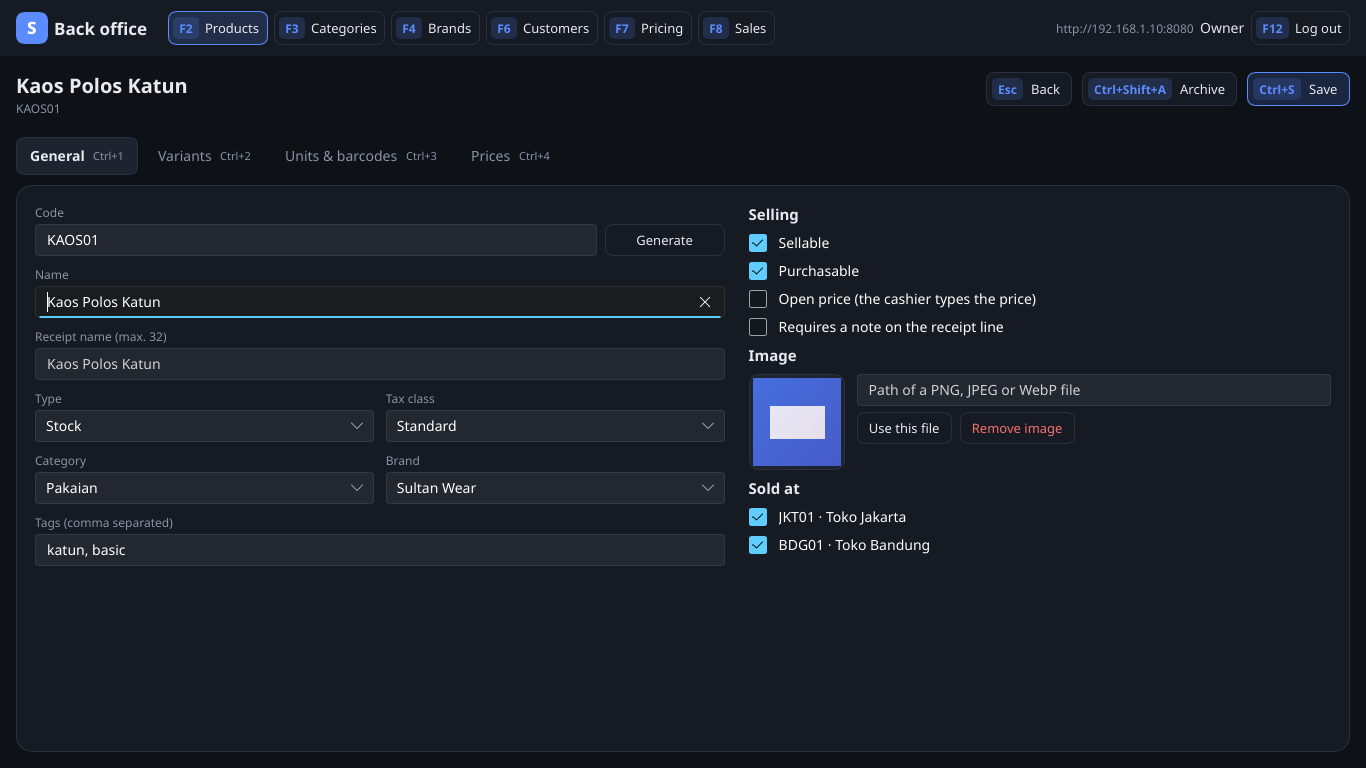 S Back office F2 Products F3 Categories F4 Brands F6 Customers F7 Pricing F8 Sales http://192.168.1.10:8080 Owner F12 Log out
Kaos Polos Katun
KAOS01
Esc Back Ctrl+Shift+A Archive Ctrl+S Save
General Ctrl+1 Variants Ctrl+2 Units & barcodes Ctrl+3 Prices Ctrl+4
Code
KAOS01 Generate
Name
Kaos Polos Katun
Receipt name (max. 32)
Kaos Polos Katun
Type Tax class
Stock Standard
Category Brand
Pakaian Sultan Wear
Tags (comma separated)
katun, basic
Selling
Sellable
Purchasable
Open price (the cashier types the price)
Requires a note on the receipt line
Image
Path of a PNG, JPEG or WebP file
Use this file Remove image
Sold at
JKT01 · Toko Jakarta
BDG01 · Toko Bandung